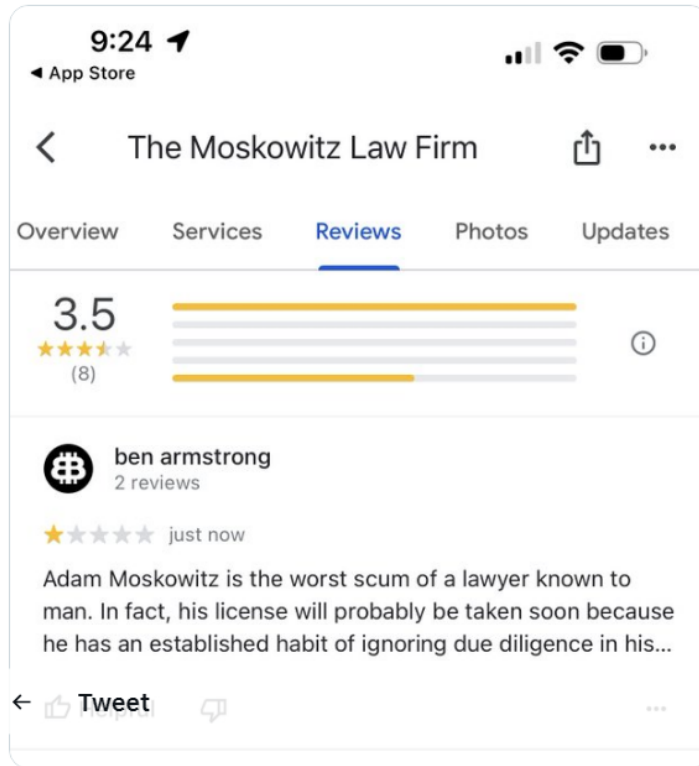 9:24
◀ App Store
The Moskowitz Law Firm
Overview Services Reviews Photos Updates
3.5
(8)
ben armstrong
2 reviews
just now
Adam Moskowitz is the worst scum of a lawyer known to
man. In fact, his license will probably be taken soon because
he has an established habit of ignoring due diligence in his...
Tweet
Helpful